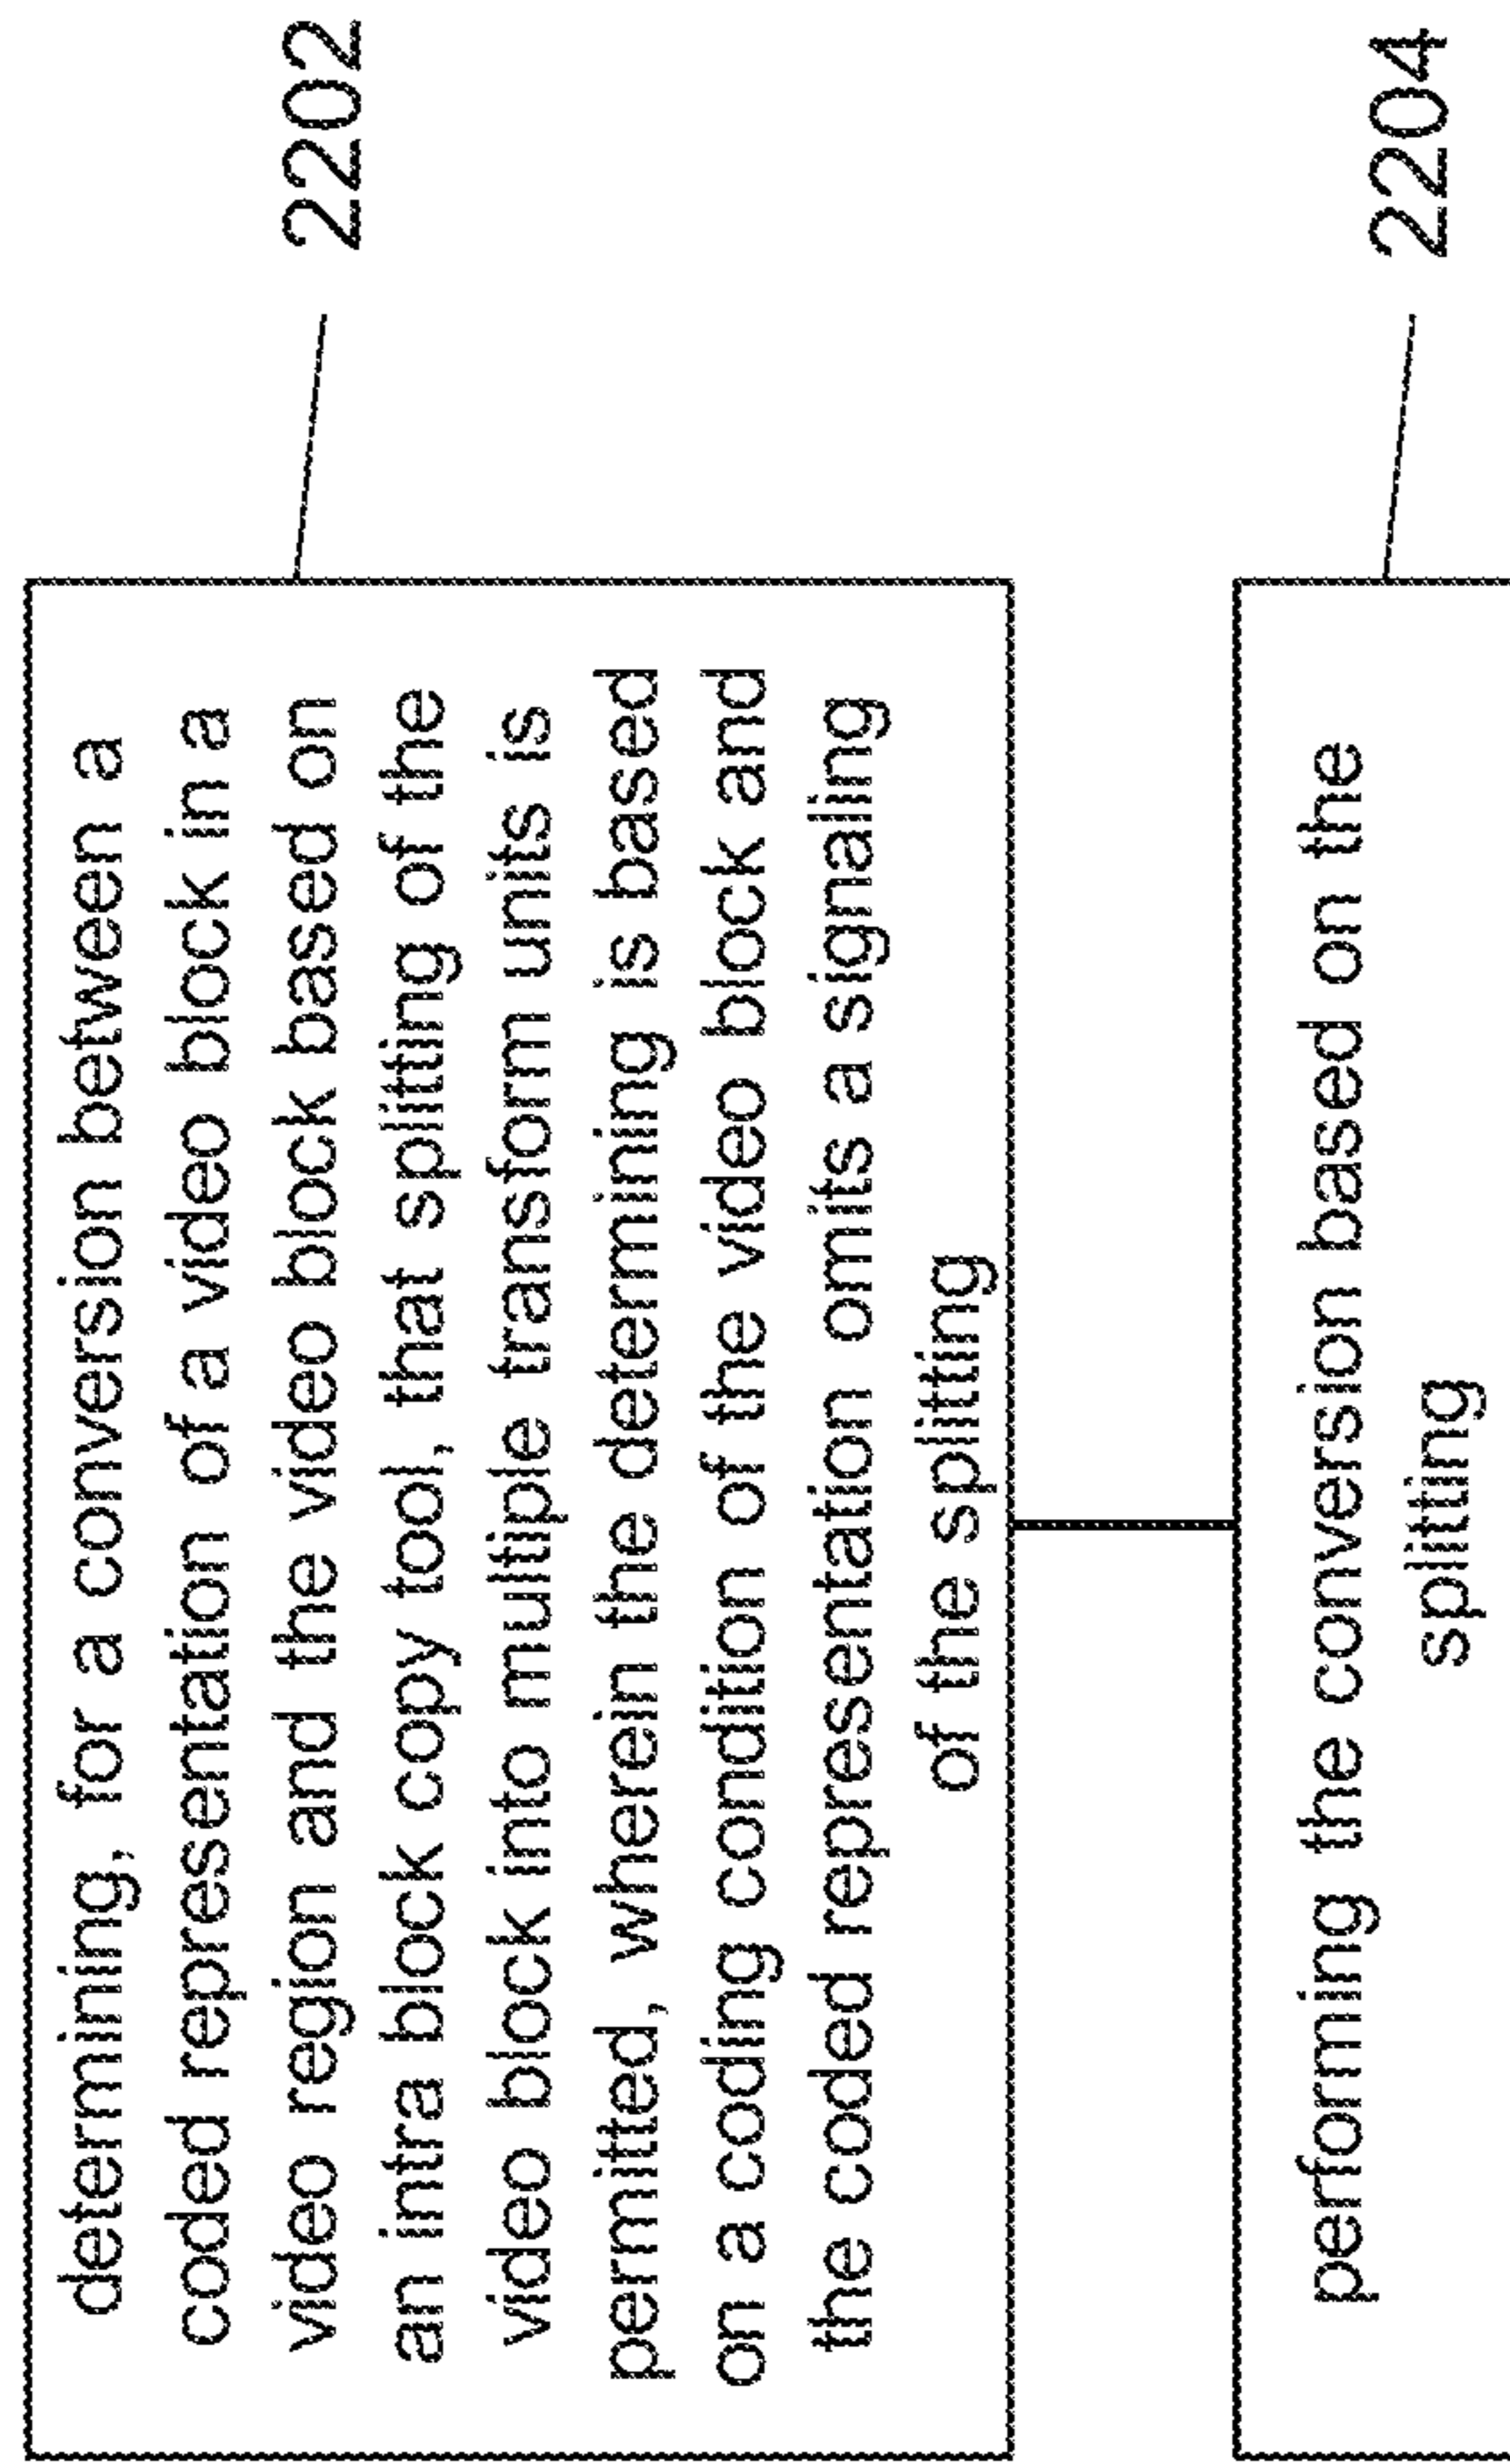 determining, for a conversion between a
coded representation of a video block in a
video region and the video block based on
an intra block copy tool, that splitting of the
video block into multiple transform units is
permitted, wherein the determining is based
on a coding condition of the video block and
the coded representation omits a signaling
of the splitting
2202
performing the conversion based on the
splitting
2204